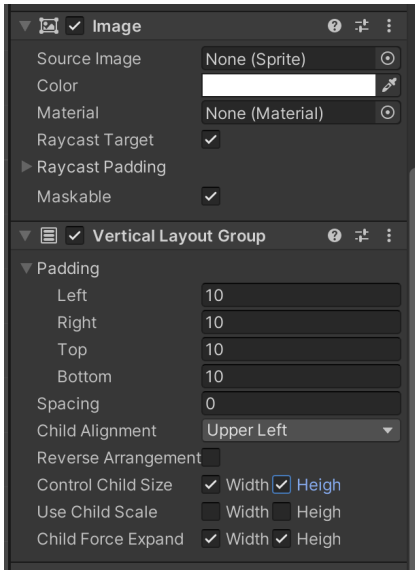 Image
Source Image None (Sprite)
Color
Material None (Material)
Raycast Target
Raycast Padding
Maskable
Vertical Layout Group
Padding
Left 10
Right 10
Top 10
Bottom 10
Spacing 0
Child Alignment Upper Left
Reverse Arrangement
Control Child Size Width Heigh
Use Child Scale Width Heigh
Child Force Expand Width Heigh